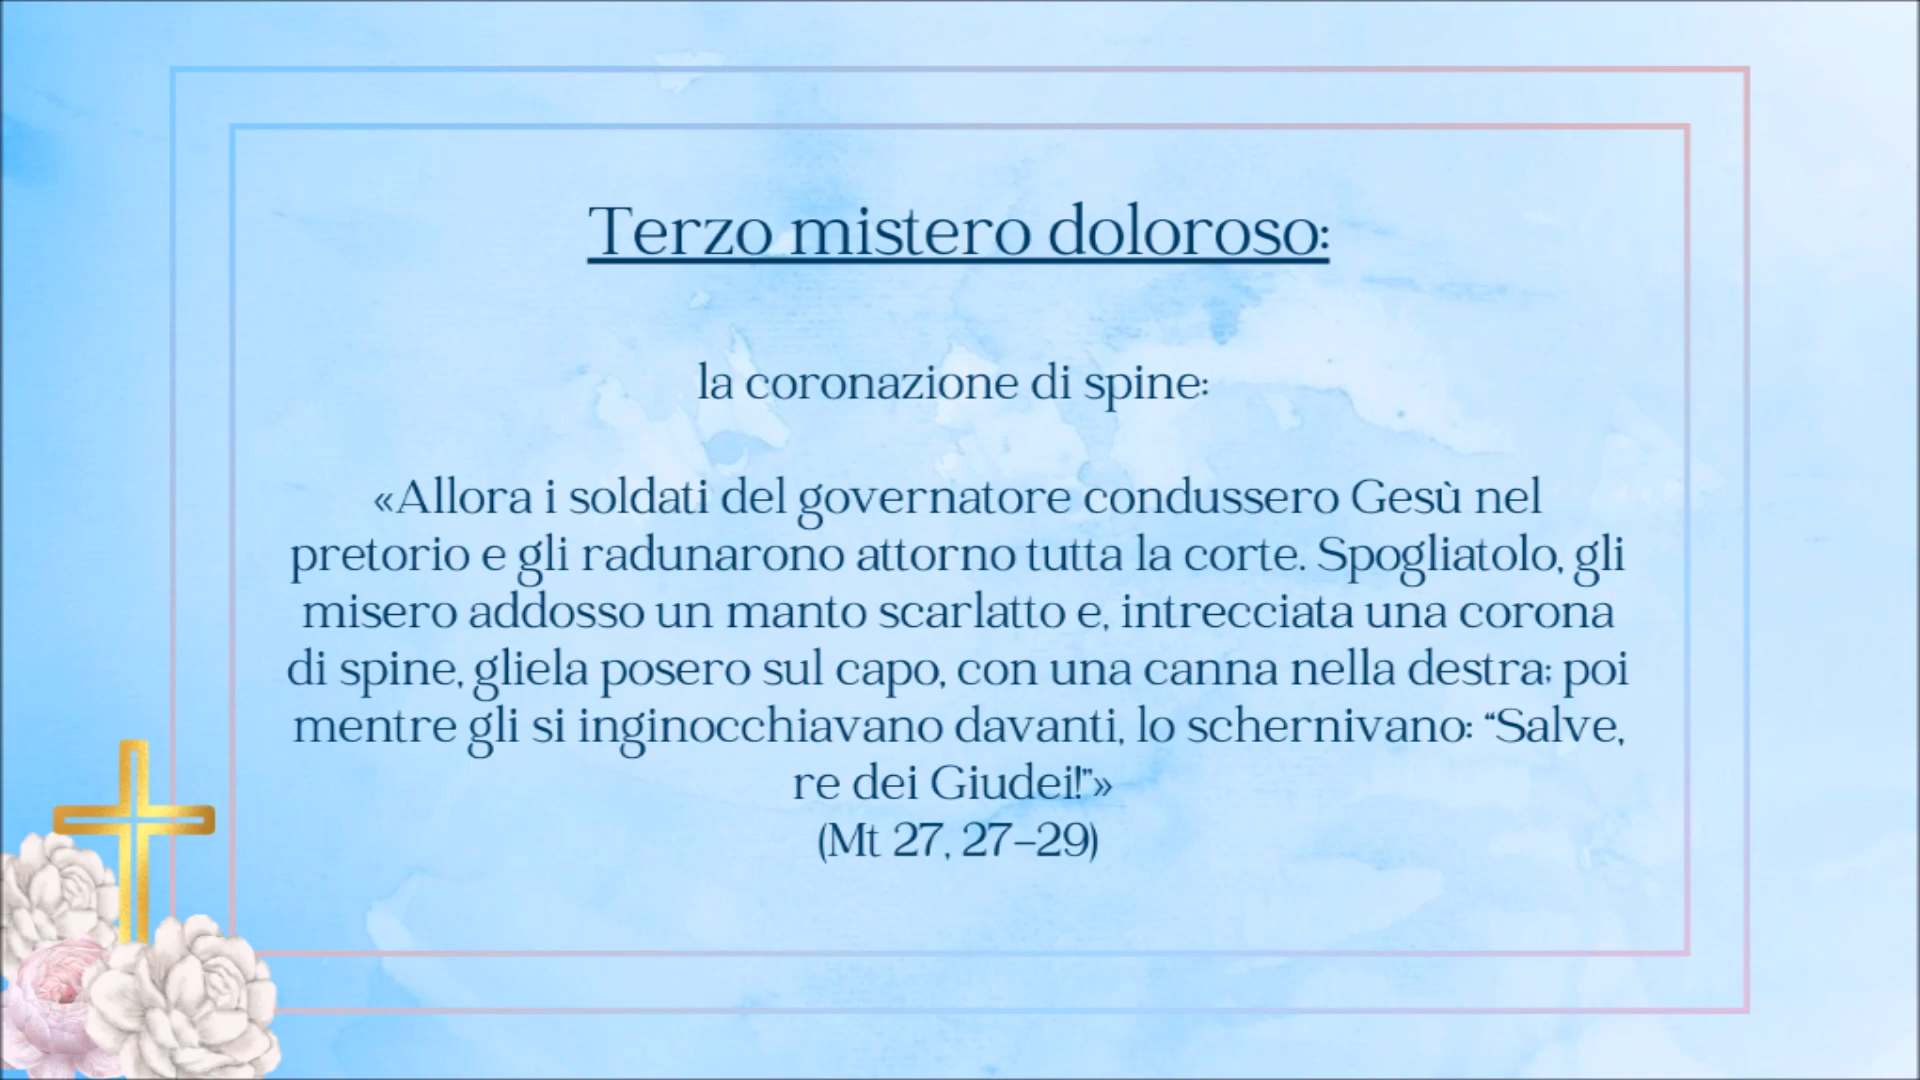 Terzo mistero doloroso:
la coronazione di spine:
«Allora i soldati del governatore condussero Gesù nel
pretorio e gli radunarono attorno tutta la corte. Spogliatolo, gli
misero addosso un manto scarlatto e, intrecciata una corona
di spine, gliela posero sul capo, con una canna nella destra; poi
mentre gli si inginocchiavano davanti, lo schernivano: “Salve,
re dei Giudei!”»
(Mt 27, 27–29)